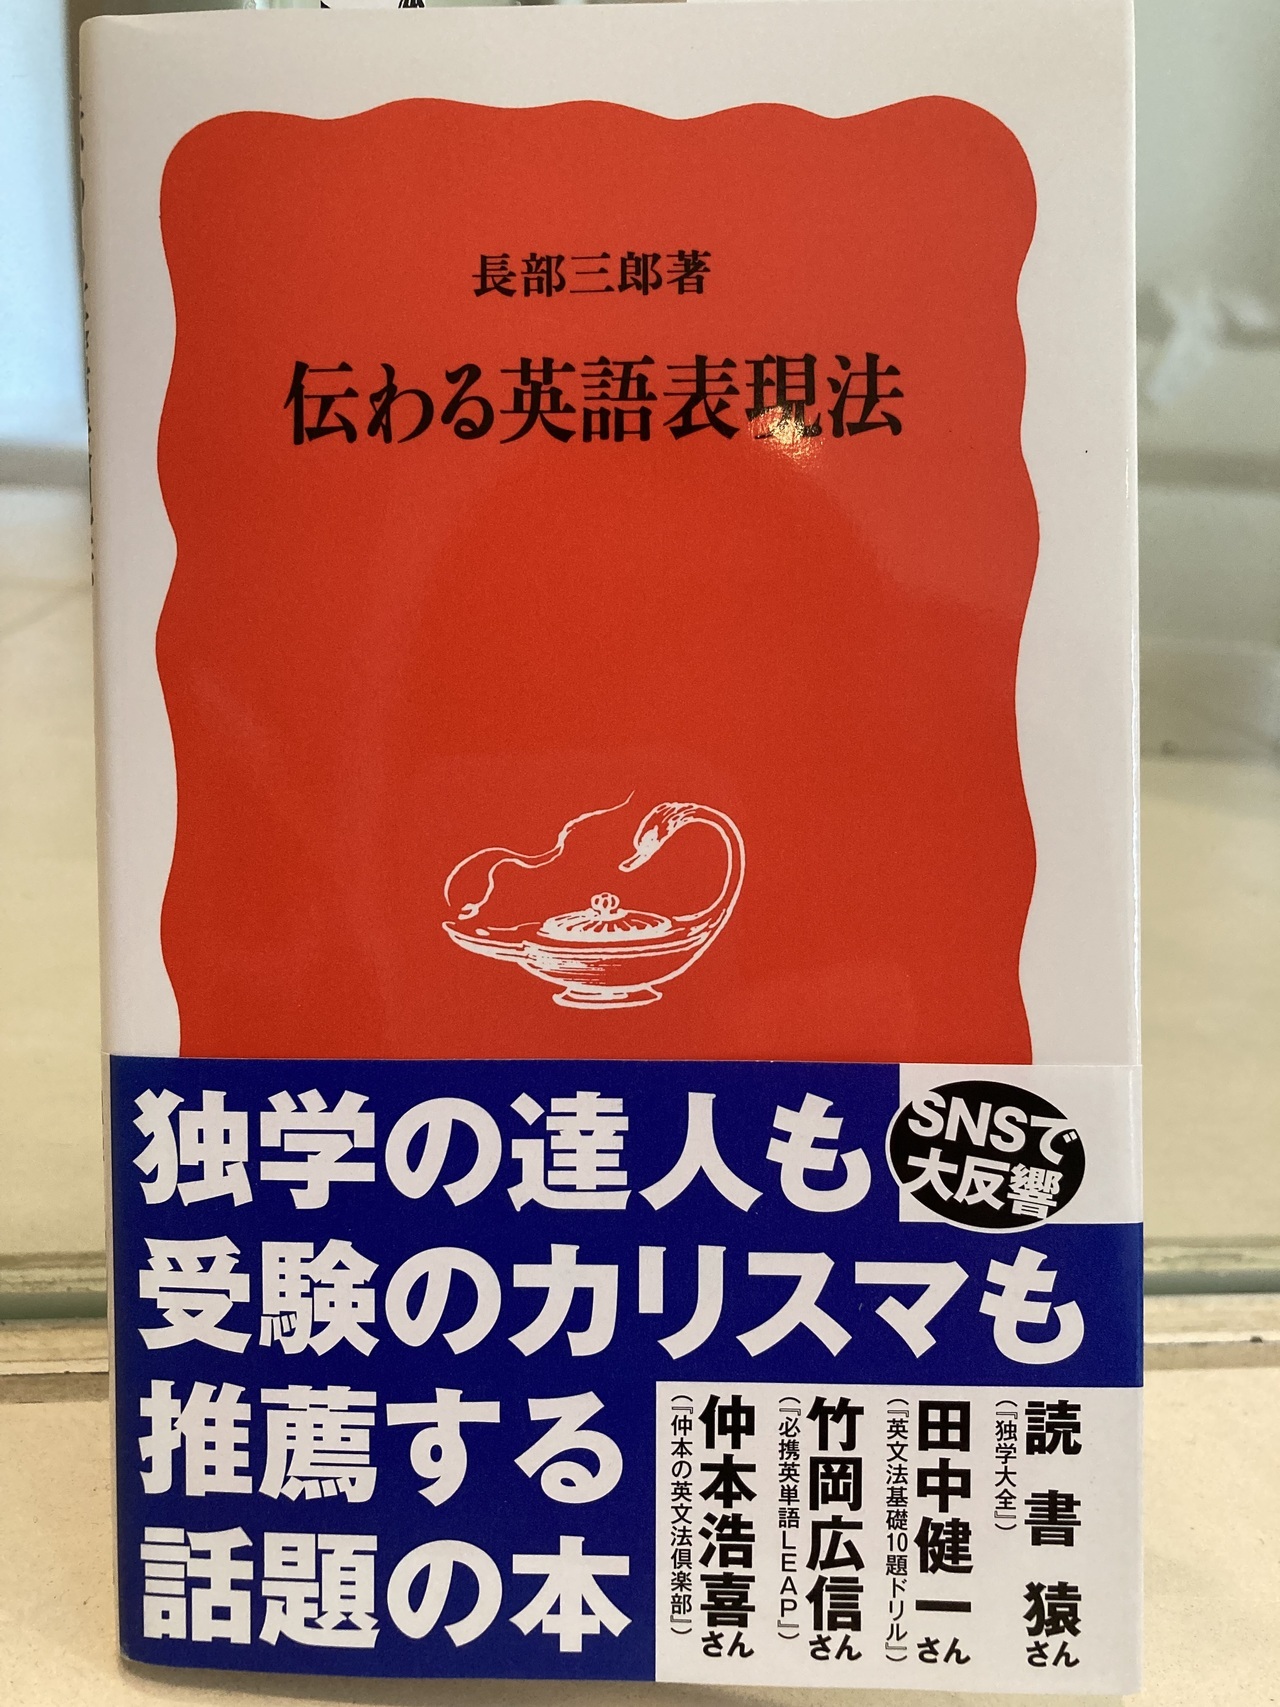 長部三郎著
伝わる英語表現法
独学の達人も
SNSで
大反響
受験のカリスマも
推薦する
話題の本
読書猿さん
(『独学大全』)
田中健一さん
(『英文法基礎10題ドリル』)
竹岡広信さん
(『必携英単語LEAP』)
仲本浩喜さん
(『仲本の英文法倶楽部』)